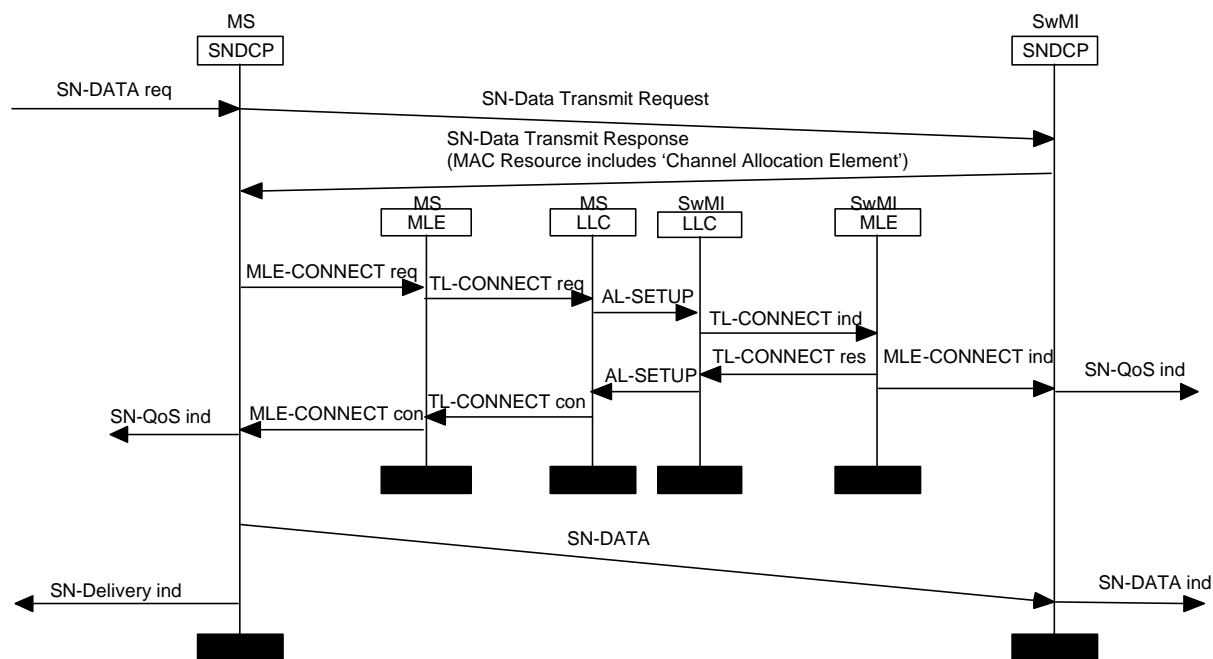 MS
SwMI
SNDCP
SNDCP
SN-DATA req
SN-Data Transmit Request
SN-Data Transmit Response
(MAC Resource includes ‘Channel Allocation Element’)
MS
MS
SwMI
SwMI
MLE
LLC
LLC
MLE
MLE-CONNECT req
TL-CONNECT req
AL-SETUP
TL-CONNECT ind
TL-CONNECT res
MLE-CONNECT ind
SN-QoS ind
AL-SETUP
TL-CONNECT con
MLE-CONNECT con
SN-QoS ind
SN-DATA
SN-Delivery ind
SN-DATA ind